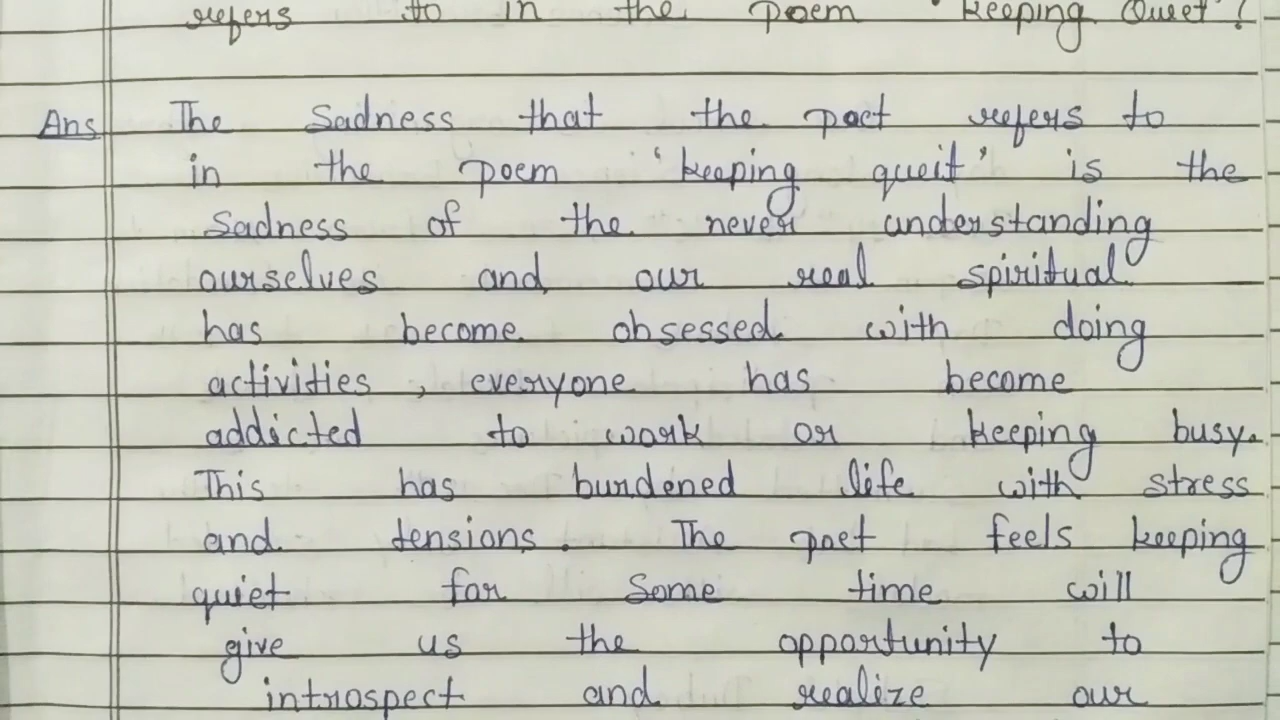 refers to in the poem 'keeping Quiet'?
Ans The Sadness that the poet refers to
in the poem 'keeping queit' is the
Sadness of the never understanding
ourselves and our real spiritual
has become obsessed with doing
activities, everyone has become
addicted to work or keeping busy.
This has burdened life with stress
and tensions. The poet feels keeping
quiet for some time will
give us the opportunity to
introspect and realize our